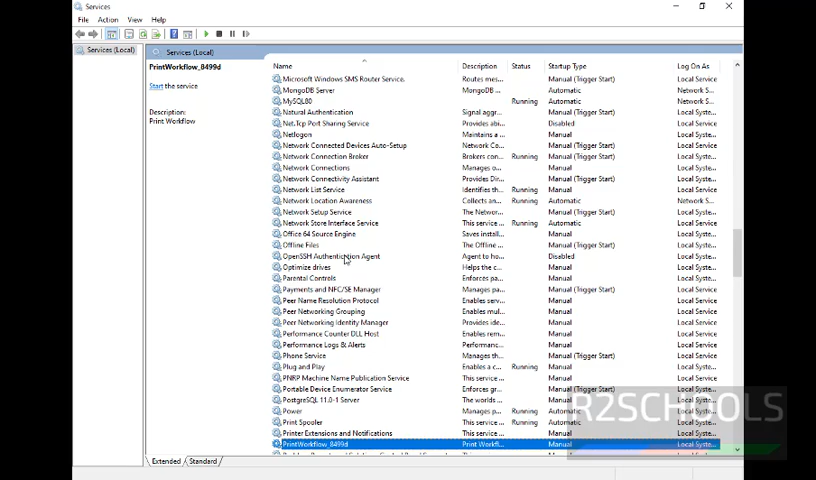 Services
File Action View Help
Services (Local)
Services (Local)
PrintWorkflow_8499d
Start the service
Description:
Print Workflow
Name Description Status Startup Type Log On As
Microsoft Windows SMS Router Service. Routes mes... Manual (Trigger Start) Local Service
MongoDB Server MongoDB ... Automatic Network S...
MySQL80 Running Automatic Network S...
Natural Authentication Signal aggr... Manual (Trigger Start) Local Syste...
Net.Tcp Port Sharing Service Provides abi... Disabled Local Service
Netlogon Maintains a ... Manual Local Syste...
Network Connected Devices Auto-Setup Network Co... Manual (Trigger Start) Local Service
Network Connection Broker Brokers con... Running Manual (Trigger Start) Local Syste...
Network Connections Manages o... Manual Local Syste...
Network Connectivity Assistant Provides Dir... Manual (Trigger Start) Local Syste...
Network List Service Identifies th... Running Manual Local Service
Network Location Awareness Collects an... Running Automatic Network S...
Network Setup Service The Networ... Manual (Trigger Start) Local Syste...
Network Store Interface Service This service ... Running Automatic Local Service
Office 64 Source Engine Saves install... Manual Local Syste...
Offline Files The Offline ... Manual (Trigger Start) Local Syste...
OpenSSH Authentication Agent Agent to ho... Disabled Local Syste...
Optimize drives Helps the c... Manual Local Syste...
Parental Controls Enforces pa... Manual Local Syste...
Payments and NFC/SE Manager Manages pa... Manual (Trigger Start) Local Service
Peer Name Resolution Protocol Enables serv... Manual Local Service
Peer Networking Grouping Enables mul... Manual Local Service
Peer Networking Identity Manager Provides ide... Manual Local Service
Performance Counter DLL Host Enables rem... Manual Local Service
Performance Logs & Alerts Performanc... Manual Local Service
Phone Service Manages th... Manual (Trigger Start) Local Service
Plug and Play Enables a c... Running Manual Local Syste...
PNRP Machine Name Publication Service This service ... Manual Local Service
Portable Device Enumerator Service Enforces gr... Manual (Trigger Start) Local Syste...
PostgreSQL 11.0-1 Server The worlds ... Manual
Power Manages p... Running Automatic
Print Spooler This service ... Running Automatic
Printer Extensions and Notifications This service ... Manual
PrintWorkflow_8499d Print Workfl... Manual Local Syste...
R2SCHOOLS
Extended Standard